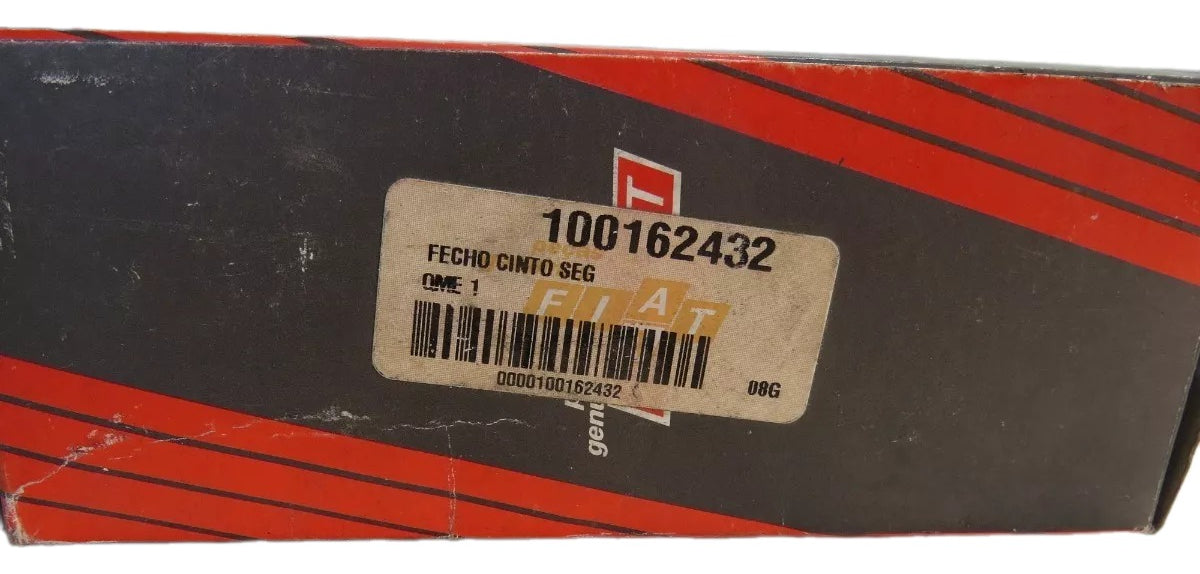 100162432
FECHO CINTO SEG
QME 1
FIAT
0000100162432
08G